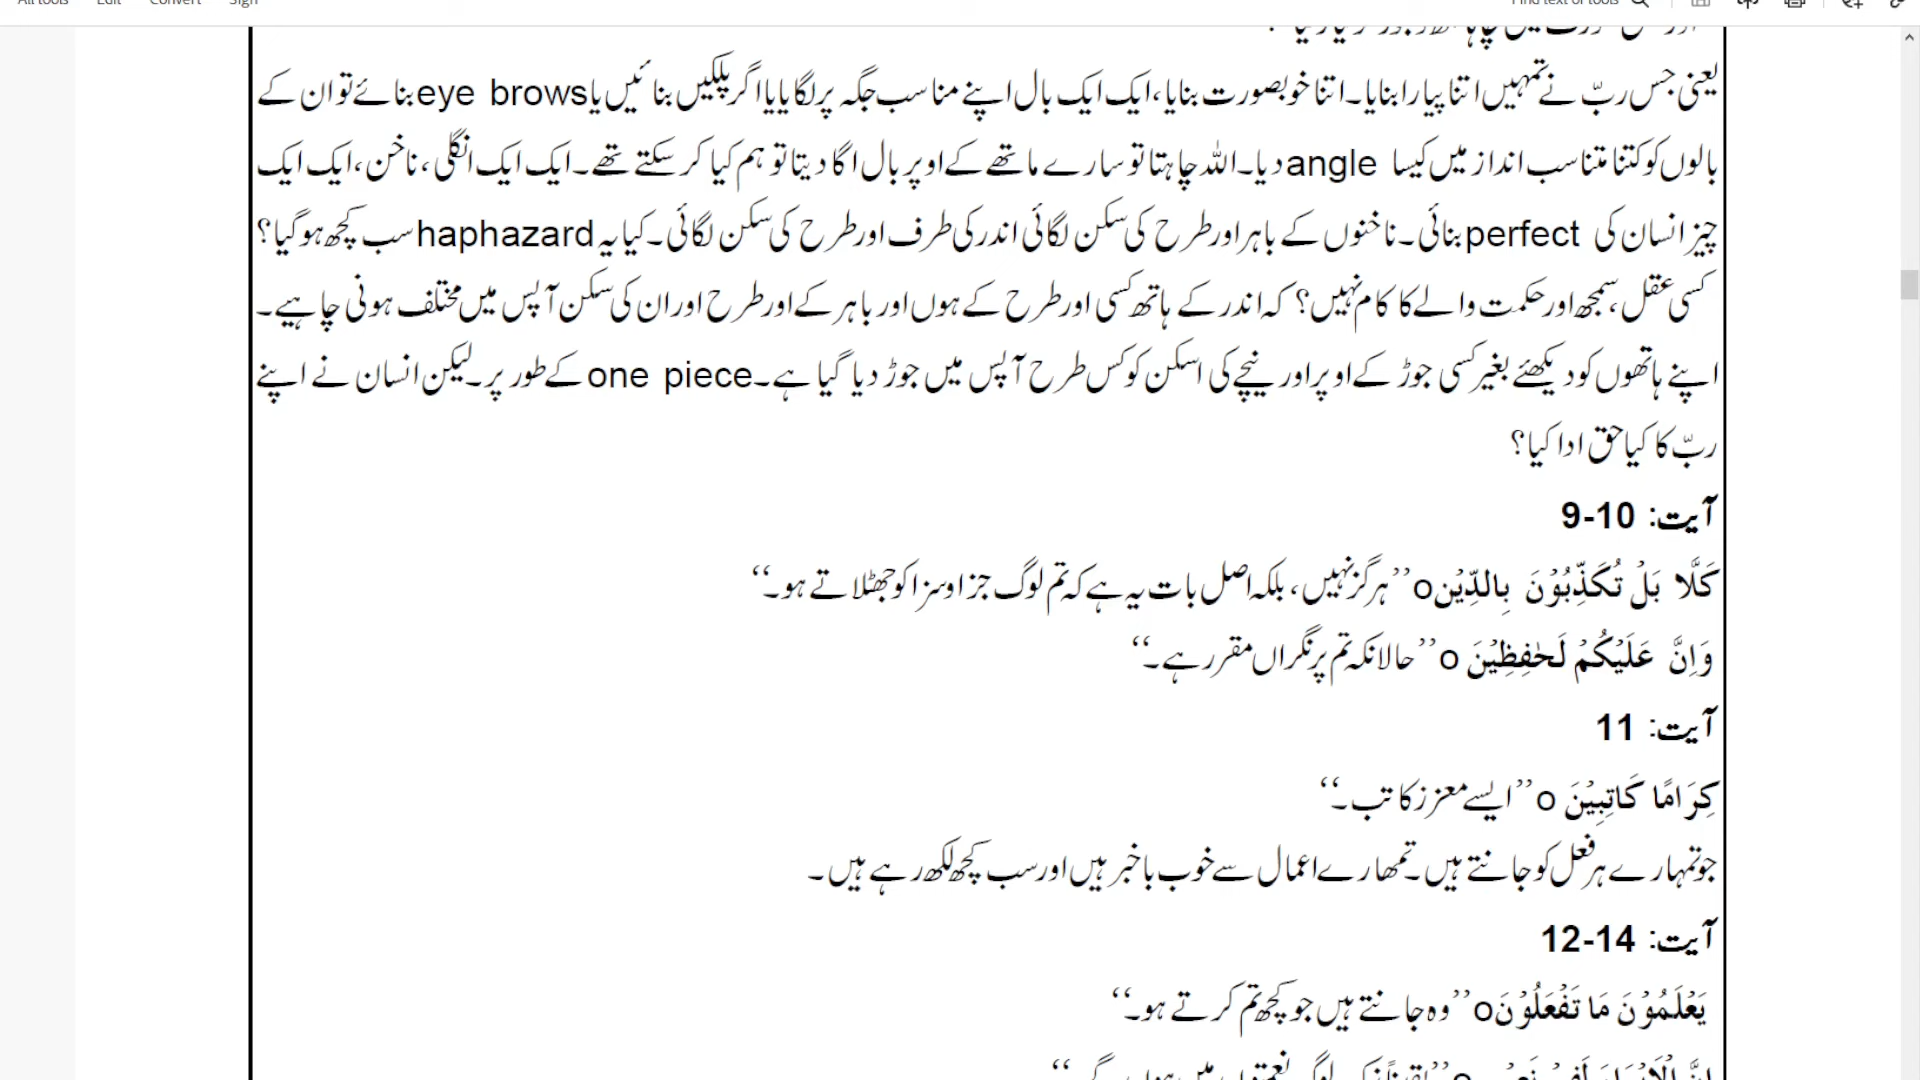 All tools Edit Convert Sign Find text or tools
یعنی جس ربّ نے تمہیں اتنا پیارا بنایا۔ اتنا خوبصورت بنایا، ایک ایک بال اپنے مناسب جگہ پر لگایا یا اگر پلکیں بنائیں یا eye brows بنائے تو ان کے
بالوں کو کتنا متناسب انداز میں کیسا angle دیا۔ اللہ چاہتا تو سارے ماتھے کے اوپر بال اگا دیتا تو ہم کیا کر سکتے تھے۔ ایک ایک انگلی، ناخن، ایک ایک
چیز انسان کی perfect بنائی۔ ناخنوں کے باہر اور طرح کی سکن لگائی اندر کی طرف اور طرح کی سکن لگائی۔ کیا یہ haphazard سب کچھ ہو گیا؟
کسی عقل، سمجھ اور حکمت والے کا کام نہیں؟ کہ اندر کے ہاتھ کسی اور طرح کے ہوں اور باہر کے اور طرح اور ان کی سکن آپس میں مختلف ہونی چاہیے۔
اپنے ہاتھوں کو دیکھئے بغیر کسی جوڑ کے اوپر اور نیچے کی اسکن کو کس طرح آپس میں جوڑ دیا گیا ہے۔ one piece کے طور پر۔ لیکن انسان نے اپنے
ربّ کا کیا حق ادا کیا؟
آیت: 9-10
كَلَّا بَلْ تُكَذِّبُوْنَ بِالدِّيْنِo ’’ہرگز نہیں، بلکہ اصل بات یہ ہے کہ تم لوگ جزا و سزا کو جھٹلاتے ہو۔‘‘
وَاِنَّ عَلَيْكُمْ لَحٰفِظِيْنَ o ’’حالانکہ تم پر نگراں مقرر ہے۔‘‘
آیت: 11
كِرَامًا كَاتِبِيْنَ o ’’ایسے معزز کاتب۔‘‘
جو تمہارے ہر فعل کو جانتے ہیں۔ تمھارے اعمال سے خوب باخبر ہیں اور سب کچھ لکھ رہے ہیں۔
آیت: 12-14
يَعْلَمُوْنَ مَا تَفْعَلُوْنَo ’’وہ جانتے ہیں جو کچھ تم کرتے ہو۔‘‘